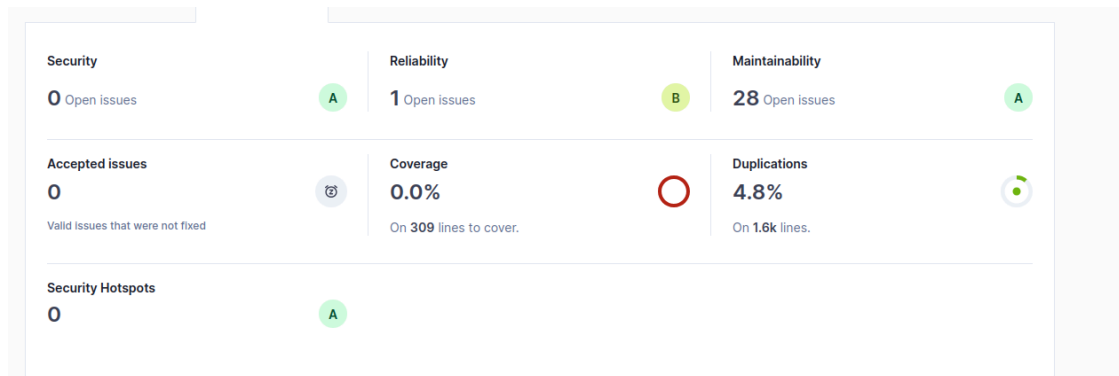 Security
0 Open issues
A
Reliability
1 Open issues
B
Maintainability
28 Open issues
A
Accepted issues
0
Valid issues that were not fixed
Coverage
0.0%
On 309 lines to cover.
Duplications
4.8%
On 1.6k lines.
Security Hotspots
0
A